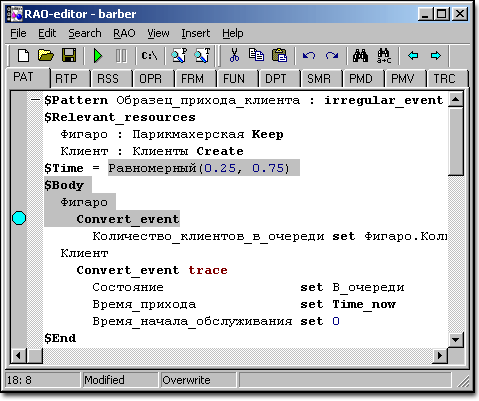 RAO-editor - barber
File Edit Search RAO View Insert Help
C:\ S P a→c
PAT RTP RSS OPR FRM FUN DPT SMR PMD PMV TRC
$Pattern Образец_прихода_клиента : irregular_event
$Relevant_resources
Фигаро : Парикмахерская Keep
Клиент : Клиенты Create
$Time = Равномерный(0.25, 0.75)
$Body
Фигаро
Convert_event
Количество_клиентов_в_очереди set Фигаро.Коли
Клиент
Convert_event trace
Состояние set В_очереди
Время_прихода set Time_now
Время_начала_обслуживания set 0
$End
18: 8 Modified Overwrite